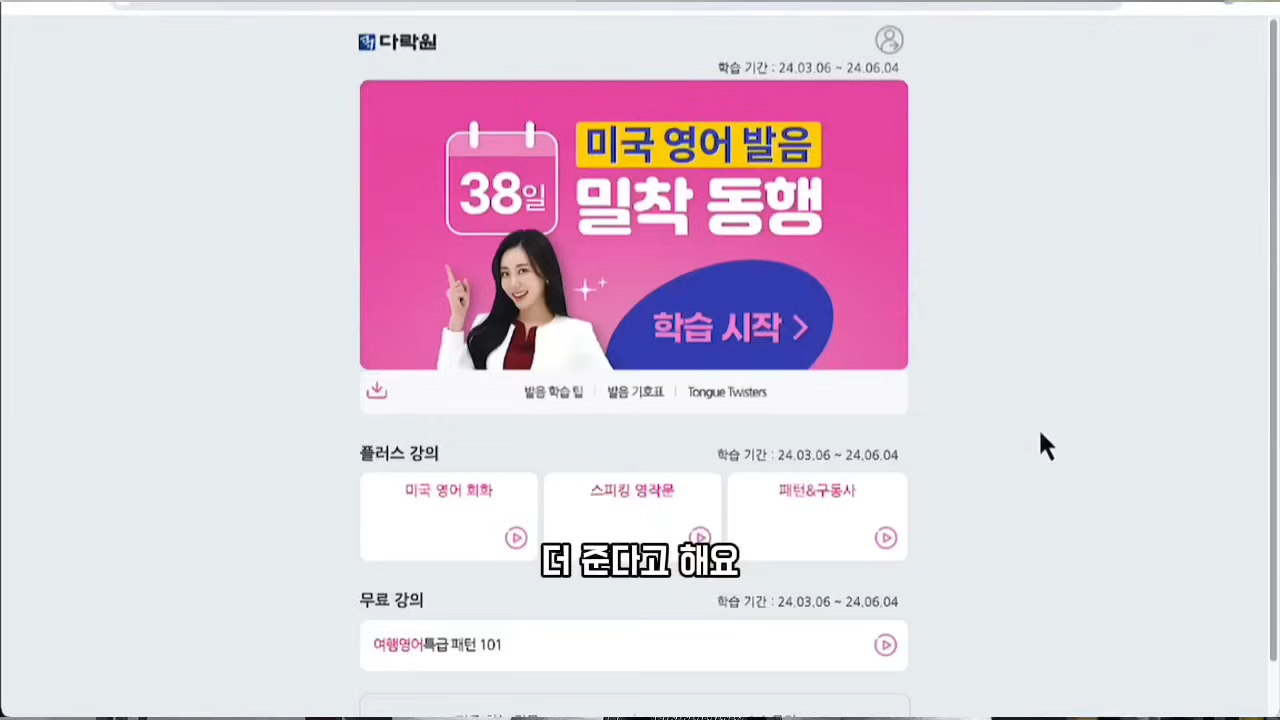 다락원
학습 기간 : 24.03.06 ~ 24.06.04
38일
미국 영어 발음
밀착 동행
학습 시작 >
발음 학습 팁 | 발음 기호표 | Tongue Twisters
플러스 강의
학습 기간 : 24.03.06 ~ 24.06.04
미국 영어 회화
스피킹 영작문
패턴&구동사
더 준다고 해요
무료 강의
학습 기간 : 24.03.06 ~ 24.06.04
여행영어특급 패턴 101